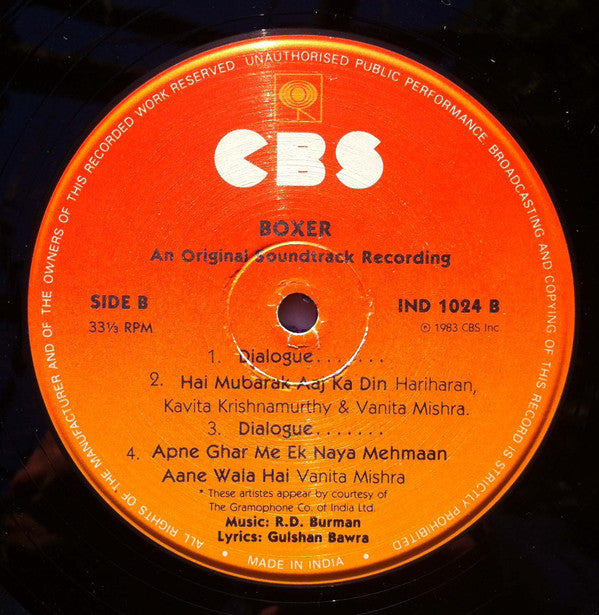 ALL RIGHTS OF THE MANUFACTURER AND OF THE OWNERS OF THIS RECORDED WORK RESERVED. UNAUTHORISED PUBLIC PERFORMANCE, BROADCASTING AND COPYING OF THIS RECORD IS STRICTLY PROHIBITED
CBS
BOXER
An Original Soundtrack Recording
SIDE B
IND 1024 B
33⅓ RPM
℗ 1983 CBS Inc.
1. Dialogue.......
2. Hai Mubarak Aaj Ka Din Hariharan,
Kavita Krishnamurthy & Vanita Mishra.
3. Dialogue.......
4. Apne Ghar Me Ek Naya Mehmaan
Aane Wala Hai Vanita Mishra
* These artistes appear by courtesy of
The Gramophone Co. of India Ltd.
Music: R.D. Burman
Lyrics: Gulshan Bawra
• MADE IN INDIA •